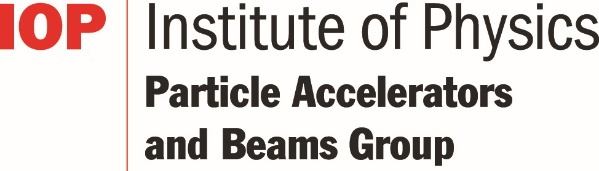 IOP Institute of Physics
Particle Accelerators
and Beams Group